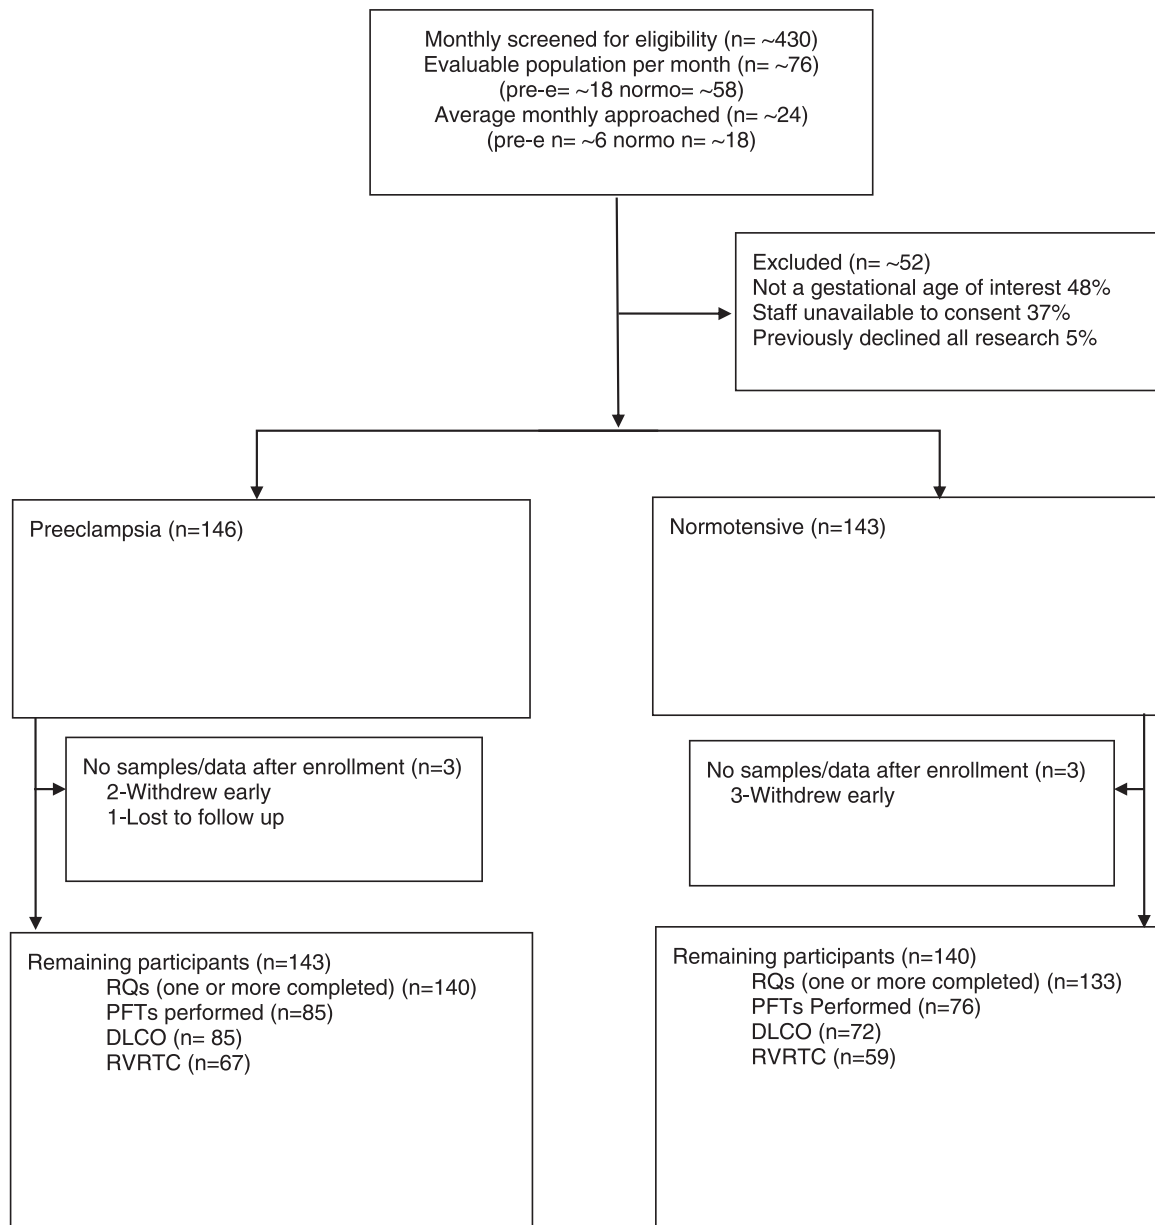 Monthly screened for eligibility (n= ~430)
Evaluable population per month (n= ~76)
(pre-e= ~18 normo= ~58)
Average monthly approached (n= ~24)
(pre-e n= ~6 normo n= ~18)
Excluded (n= ~52)
Not a gestational age of interest 48%
Staff unavailable to consent 37%
Previously declined all research 5%
Preeclampsia (n=146)
Normotensive (n=143)
No samples/data after enrollment (n=3)
2-Withdrew early
1-Lost to follow up
No samples/data after enrollment (n=3)
3-Withdrew early
Remaining participants (n=143)
RQs (one or more completed) (n=140)
PFTs performed (n=85)
DLCO (n= 85)
RVRTC (n=67)
Remaining participants (n=140)
RQs (one or more completed) (n=133)
PFTs Performed (n=76)
DLCO (n=72)
RVRTC (n=59)